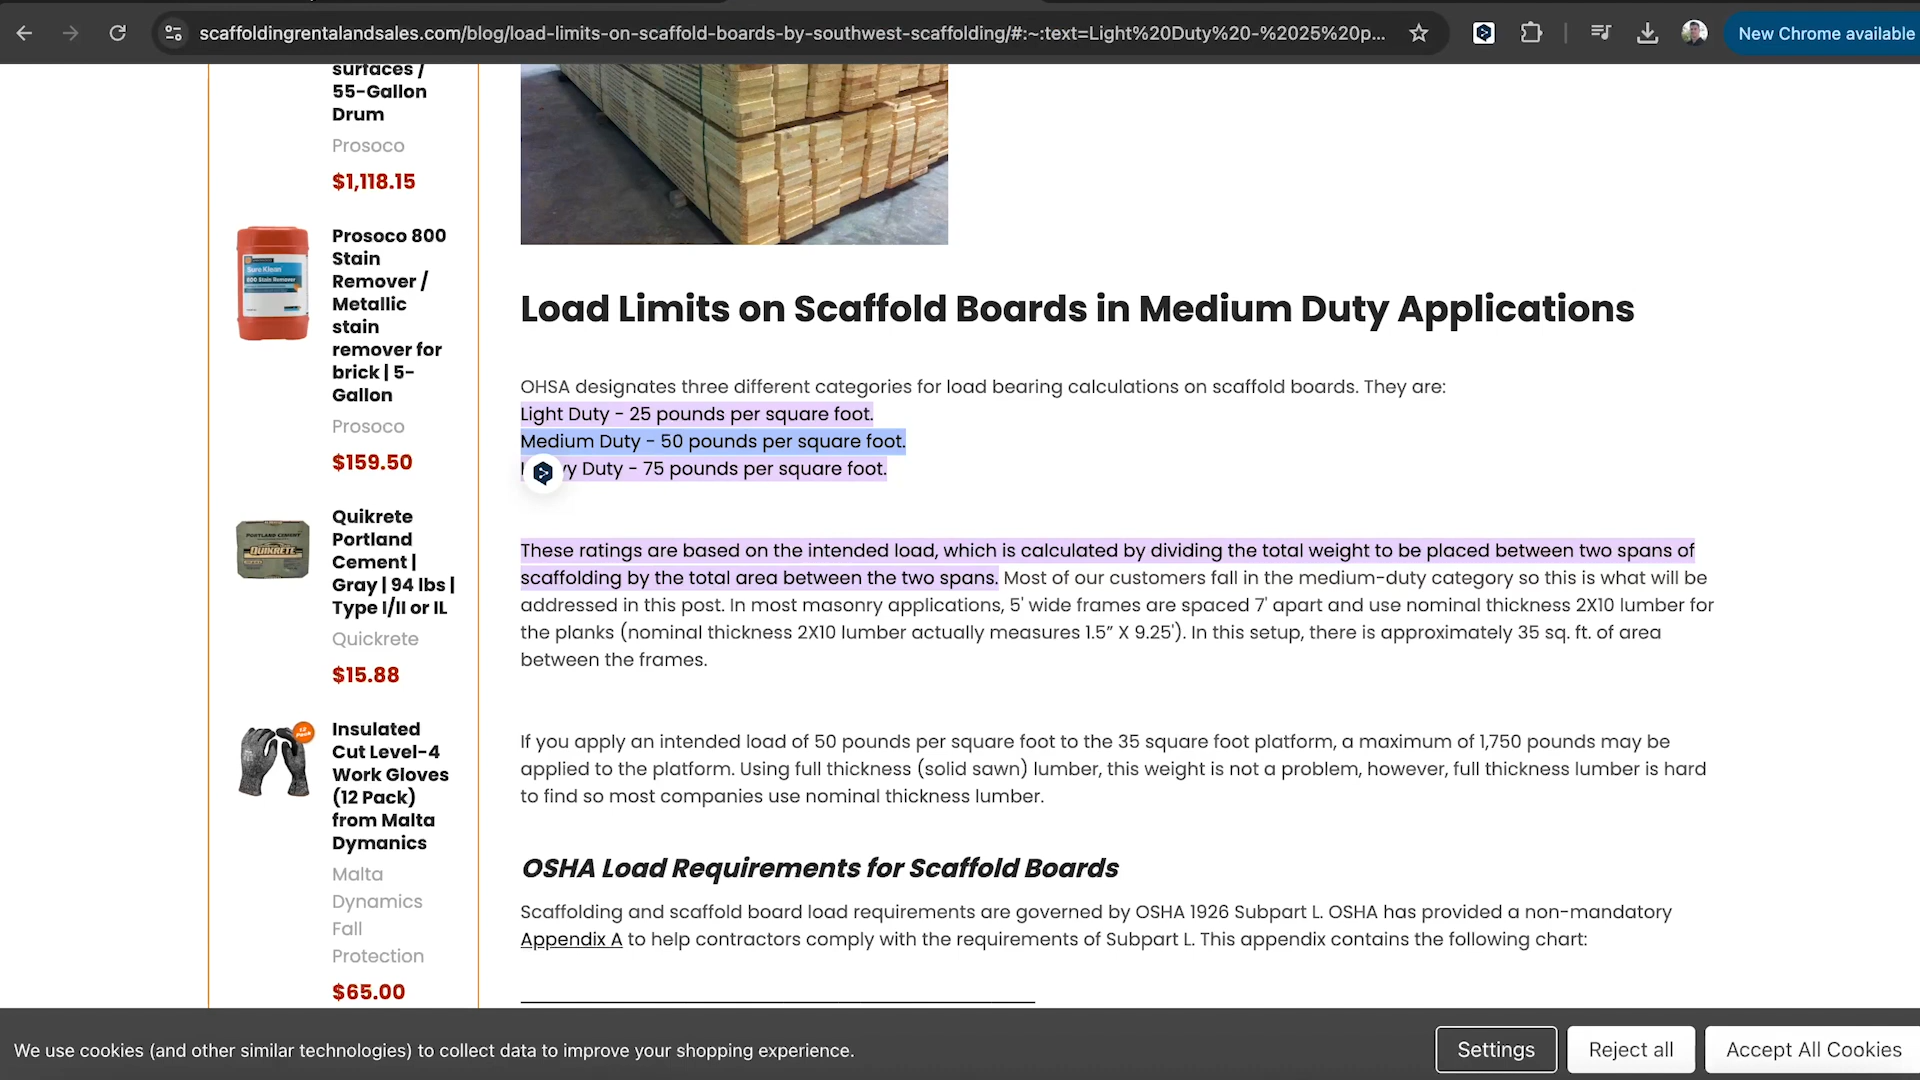 scaffoldingrentalandsales.com/blog/load-limits-on-scaffold-boards-by-southwest-scaffolding/#:~:text=Light%20Duty%20-%2025%20p...
New Chrome available
surfaces /
55-Gallon
Drum
Prosoco
$1,118.15
Prosoco 800
Stain
Remover /
Metallic
stain
remover for
brick | 5-
Gallon
Prosoco
$159.50
Sure Klean
800 Stain Remover
Quikrete
Portland
Cement |
Gray | 94 lbs |
Type I/II or IL
Quickrete
$15.88
PORTLAND CEMENT
QUIKRETE
Insulated
Cut Level-4
Work Gloves
(12 Pack)
from Malta
Dymanics
Malta
Dynamics
Fall
Protection
$65.00
12
Pack
Load Limits on Scaffold Boards in Medium Duty Applications
OHSA designates three different categories for load bearing calculations on scaffold boards. They are:
Light Duty - 25 pounds per square foot.
Medium Duty - 50 pounds per square foot.
vy Duty - 75 pounds per square foot.
These ratings are based on the intended load, which is calculated by dividing the total weight to be placed between two spans of
scaffolding by the total area between the two spans. Most of our customers fall in the medium-duty category so this is what will be
addressed in this post. In most masonry applications, 5' wide frames are spaced 7' apart and use nominal thickness 2X10 lumber for
the planks (nominal thickness 2X10 lumber actually measures 1.5” X 9.25'). In this setup, there is approximately 35 sq. ft. of area
between the frames.
If you apply an intended load of 50 pounds per square foot to the 35 square foot platform, a maximum of 1,750 pounds may be
applied to the platform. Using full thickness (solid sawn) lumber, this weight is not a problem, however, full thickness lumber is hard
to find so most companies use nominal thickness lumber.
OSHA Load Requirements for Scaffold Boards
Scaffolding and scaffold board load requirements are governed by OSHA 1926 Subpart L. OSHA has provided a non-mandatory
Appendix A to help contractors comply with the requirements of Subpart L. This appendix contains the following chart:
We use cookies (and other similar technologies) to collect data to improve your shopping experience.
Settings
Reject all
Accept All Cookies